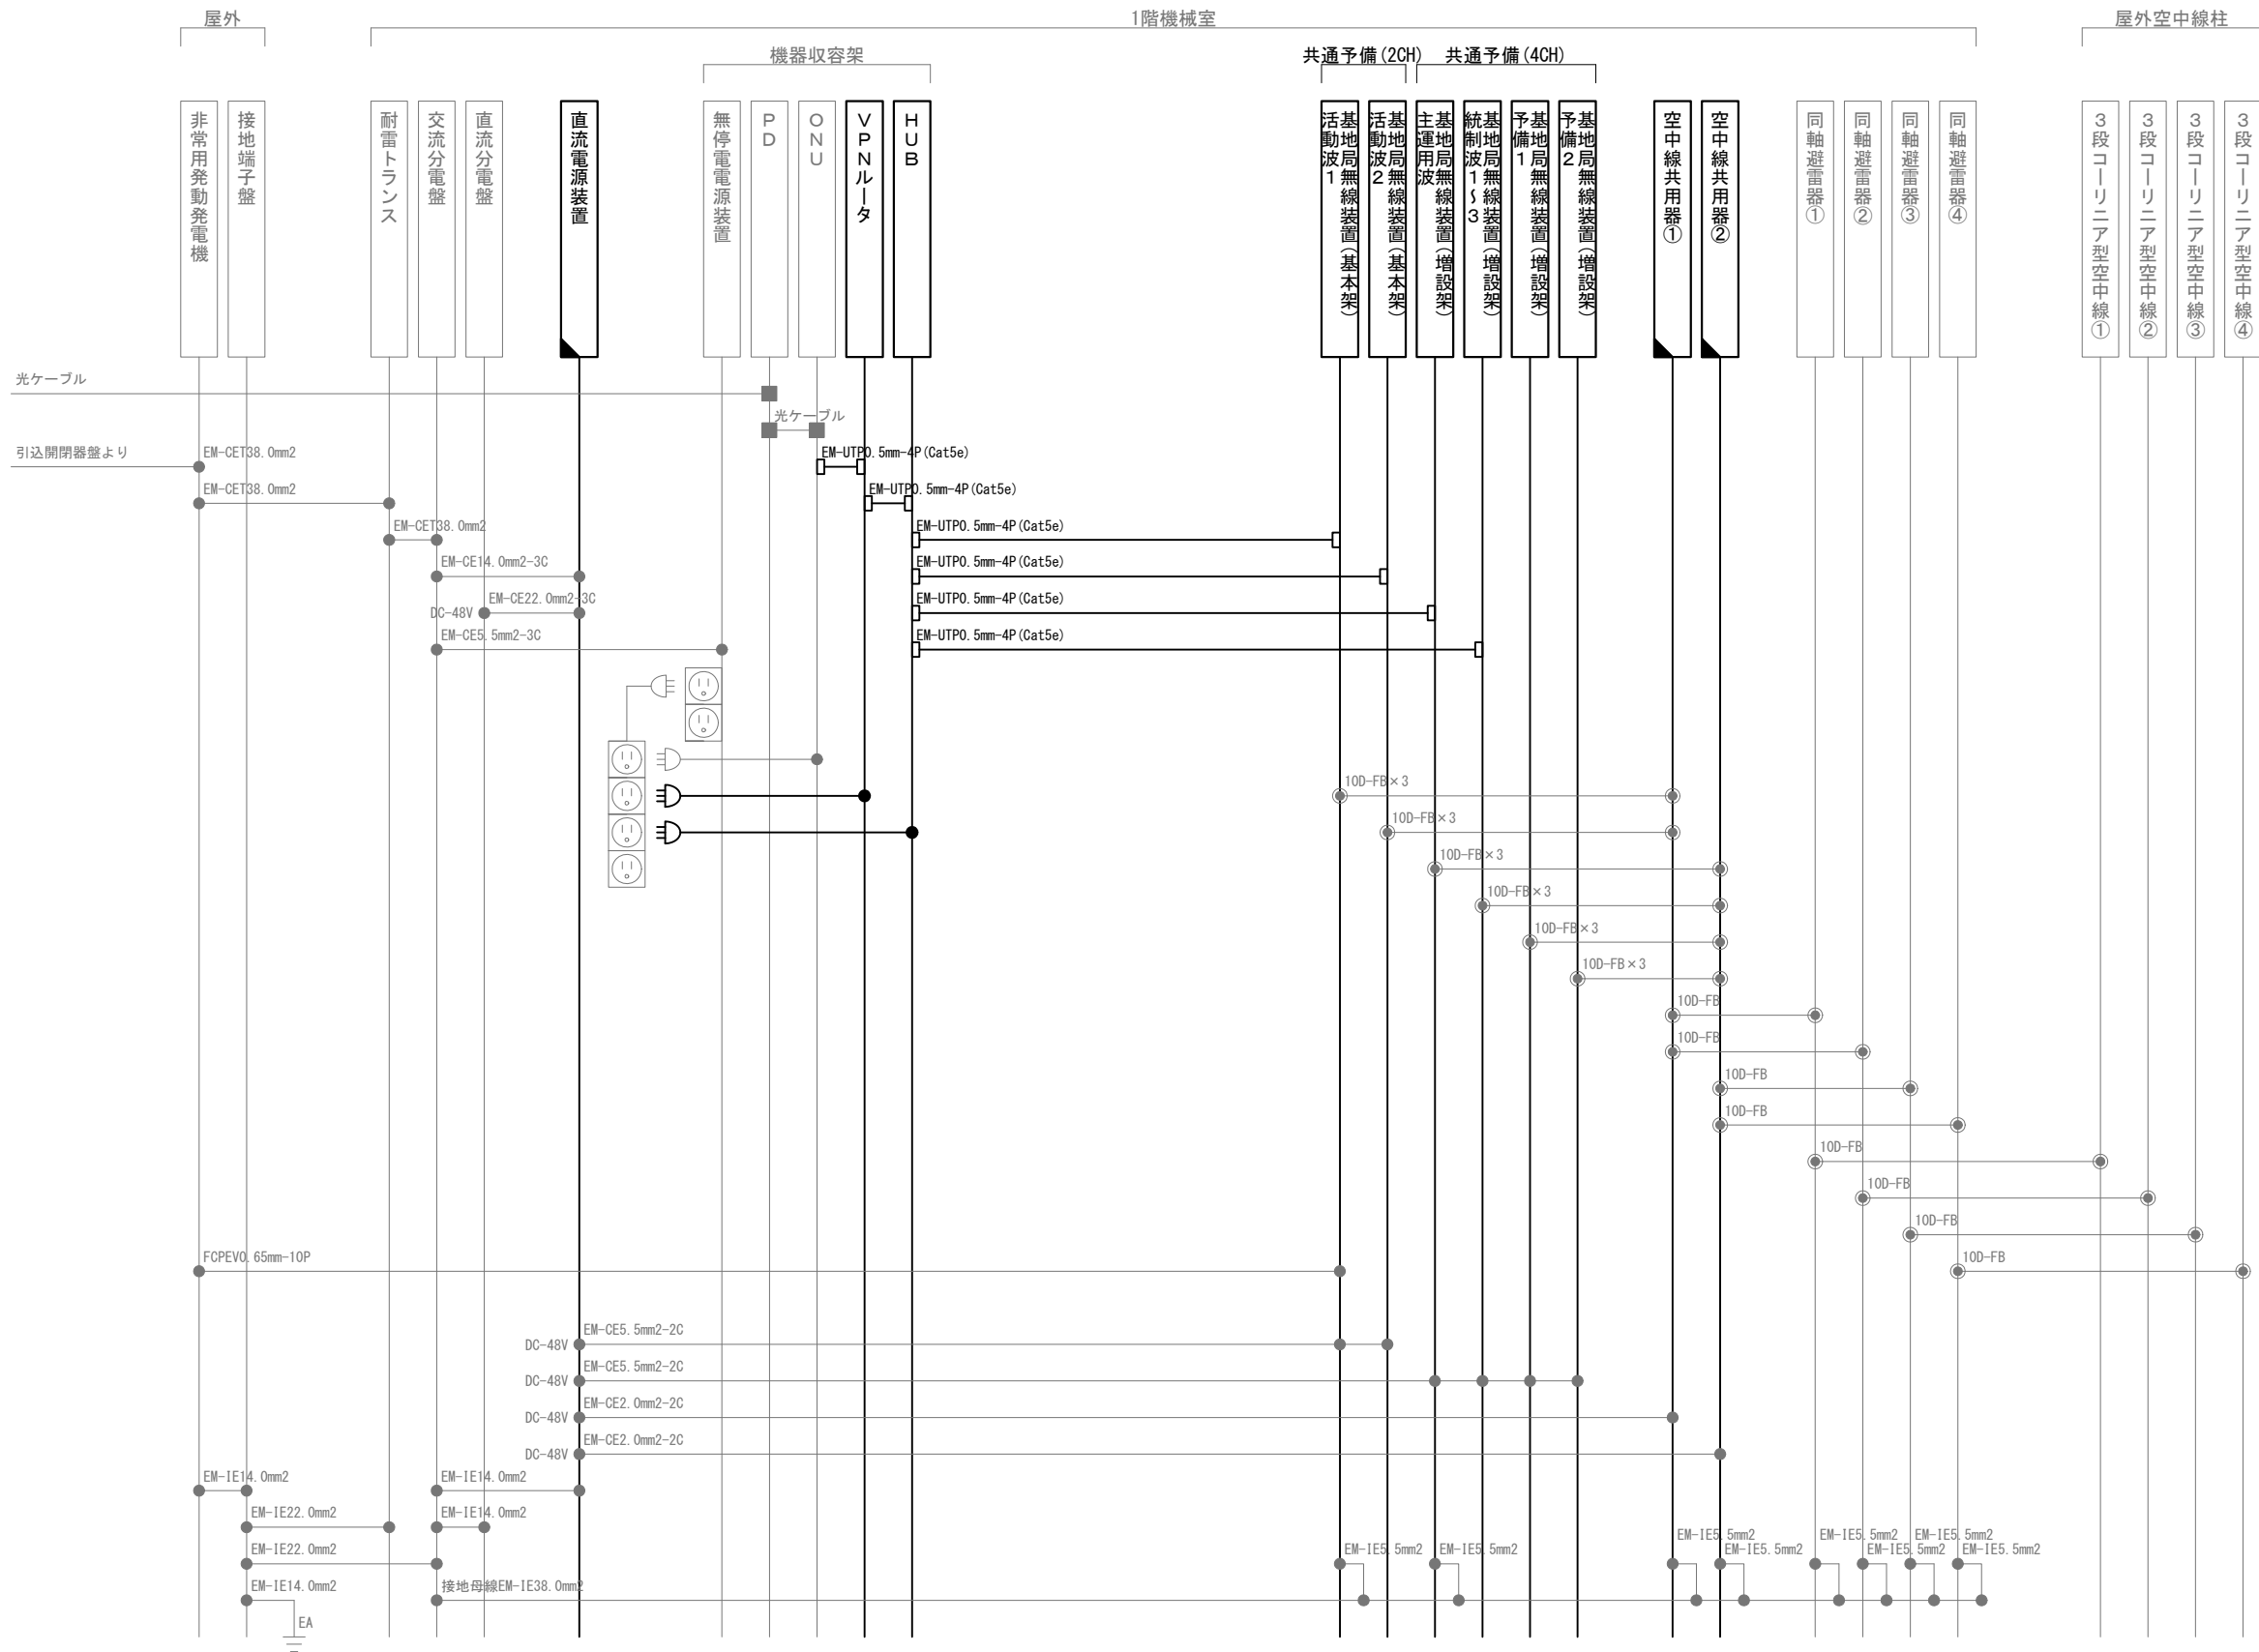 屋外
1階機械室
屋外空中線柱
機器収容架
共通予備(2CH)
共通予備(4CH)
非常用発動発電機
接地端子盤
耐雷トランス
交流分電盤
直流分電盤
直流電源装置
無停電電源装置
PD
ONU
VPNルータ
HUB
基地局無線装置(基本架)
活動波1
基地局無線装置(基本架)
活動波2
基地局無線装置(増設架)
主運用波
基地局無線装置(増設架)
統制波1~3
基地局無線装置(増設架)
予備1
基地局無線装置(増設架)
予備2
空中線共用器①
空中線共用器②
同軸避雷器①
同軸避雷器②
同軸避雷器③
同軸避雷器④
3段コーリニア型空中線①
3段コーリニア型空中線②
3段コーリニア型空中線③
3段コーリニア型空中線④
光ケーブル
光ケーブル
引込開閉器盤より
EM-CET38.0mm2
EM-UTP0.5mm-4P(Cat5e)
EM-CET38.0mm2
EM-UTP0.5mm-4P(Cat5e)
EM-CET38.0mm2
EM-UTP0.5mm-4P(Cat5e)
EM-CE14.0mm2-3C
EM-UTP0.5mm-4P(Cat5e)
DC-48V
EM-CE22.0mm2-3C
EM-UTP0.5mm-4P(Cat5e)
EM-CE5.5mm2-3C
EM-UTP0.5mm-4P(Cat5e)
10D-FB×3
10D-FB×3
10D-FB×3
10D-FB×3
10D-FB×3
10D-FB×3
10D-FB
10D-FB
10D-FB
10D-FB
10D-FB
10D-FB
10D-FB
FCPEV0.65mm-10P
10D-FB
DC-48V
EM-CE5.5mm2-2C
DC-48V
EM-CE5.5mm2-2C
DC-48V
EM-CE2.0mm2-2C
DC-48V
EM-CE2.0mm2-2C
EM-IE14.0mm2
EM-IE14.0mm2
EM-IE22.0mm2
EM-IE14.0mm2
EM-IE22.0mm2
EM-IE5.5mm2
EM-IE5.5mm2
EM-IE5.5mm2
EM-IE5.5mm2
EM-IE5.5mm2
EM-IE5.5mm2
EM-IE5.5mm2
EM-IE5.5mm2
EM-IE14.0mm2
接地母線EM-IE38.0mm2
EA